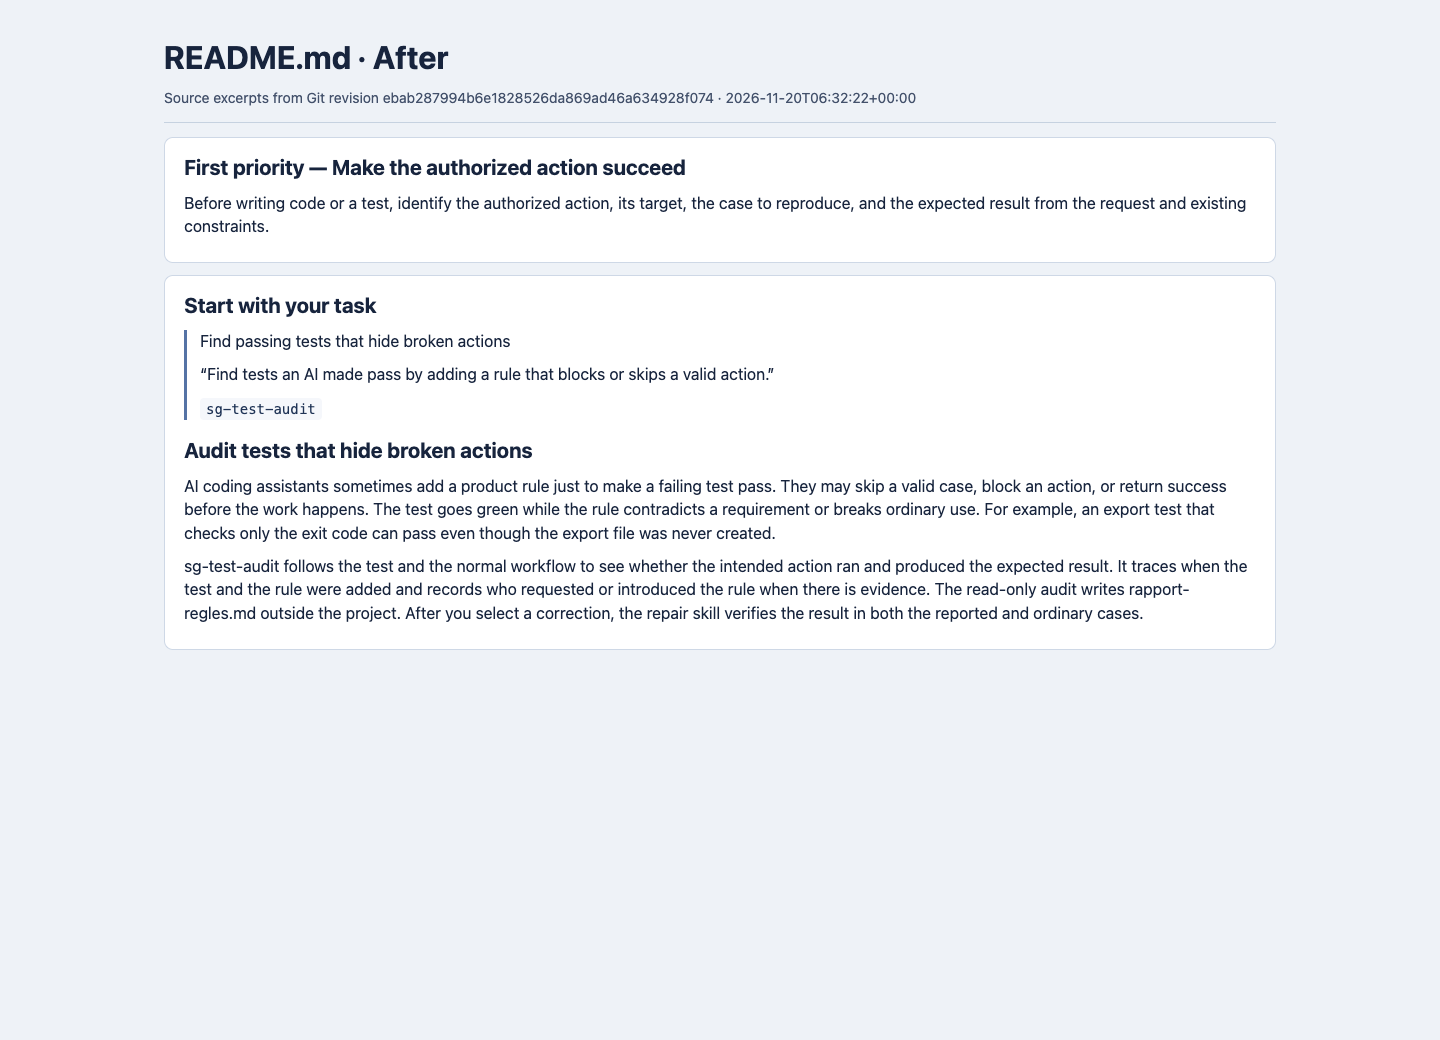 README.md · After
Source excerpts from Git revision ebab287994b6e1828526da869ad46a634928f074 · 2026-11-20T06:32:22+00:00
First priority — Make the authorized action succeed
Before writing code or a test, identify the authorized action, its target, the case to reproduce, and the expected result from the request and existing
constraints.
Start with your task
Find passing tests that hide broken actions
“Find tests an AI made pass by adding a rule that blocks or skips a valid action.”
sg-test-audit
Audit tests that hide broken actions
AI coding assistants sometimes add a product rule just to make a failing test pass. They may skip a valid case, block an action, or return success
before the work happens. The test goes green while the rule contradicts a requirement or breaks ordinary use. For example, an export test that
checks only the exit code can pass even though the export file was never created.
sg-test-audit follows the test and the normal workflow to see whether the intended action ran and produced the expected result. It traces when the
test and the rule were added and records who requested or introduced the rule when there is evidence. The read-only audit writes rapport-
regles.md outside the project. After you select a correction, the repair skill verifies the result in both the reported and ordinary cases.